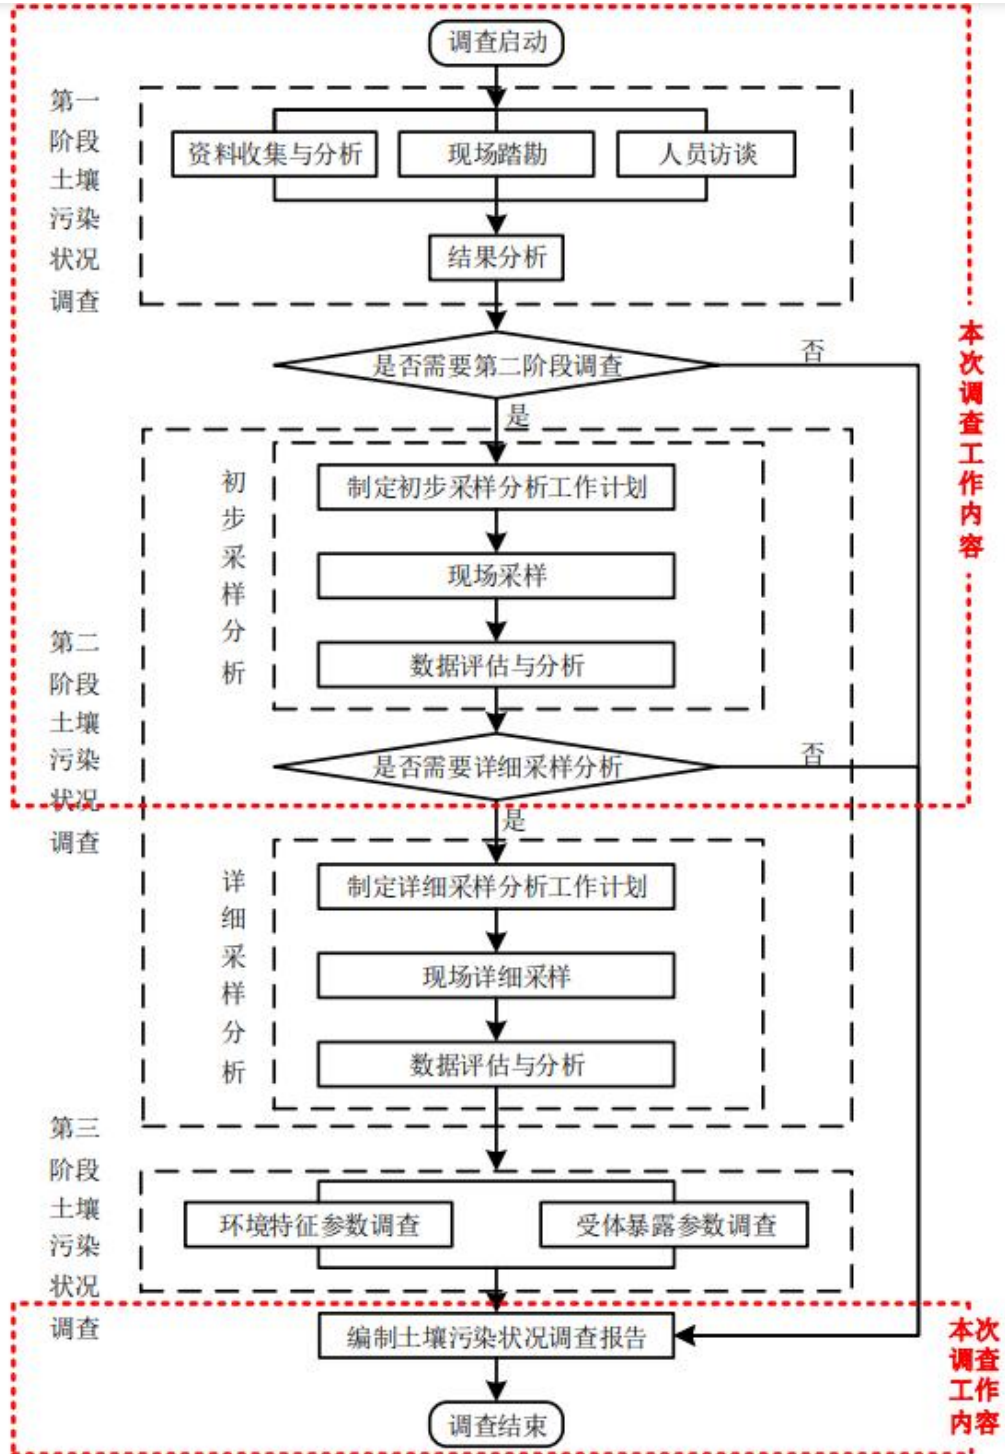 调查启动
第一
阶段
土壤
污染
状况
调查
资料收集与分析
现场踏勘
人员访谈
结果分析
是否需要第二阶段调查
否
是
本次调查工作内容
第二
阶段
土壤
污染
状况
调查
初步采样分析
制定初步采样分析工作计划
现场采样
数据评估与分析
是否需要详细采样分析
否
是
详细采样分析
制定详细采样分析工作计划
现场详细采样
数据评估与分析
第三
阶段
土壤
污染
状况
调查
环境特征参数调查
受体暴露参数调查
编制土壤污染状况调查报告
本次
调查
工作
内容
调查结束